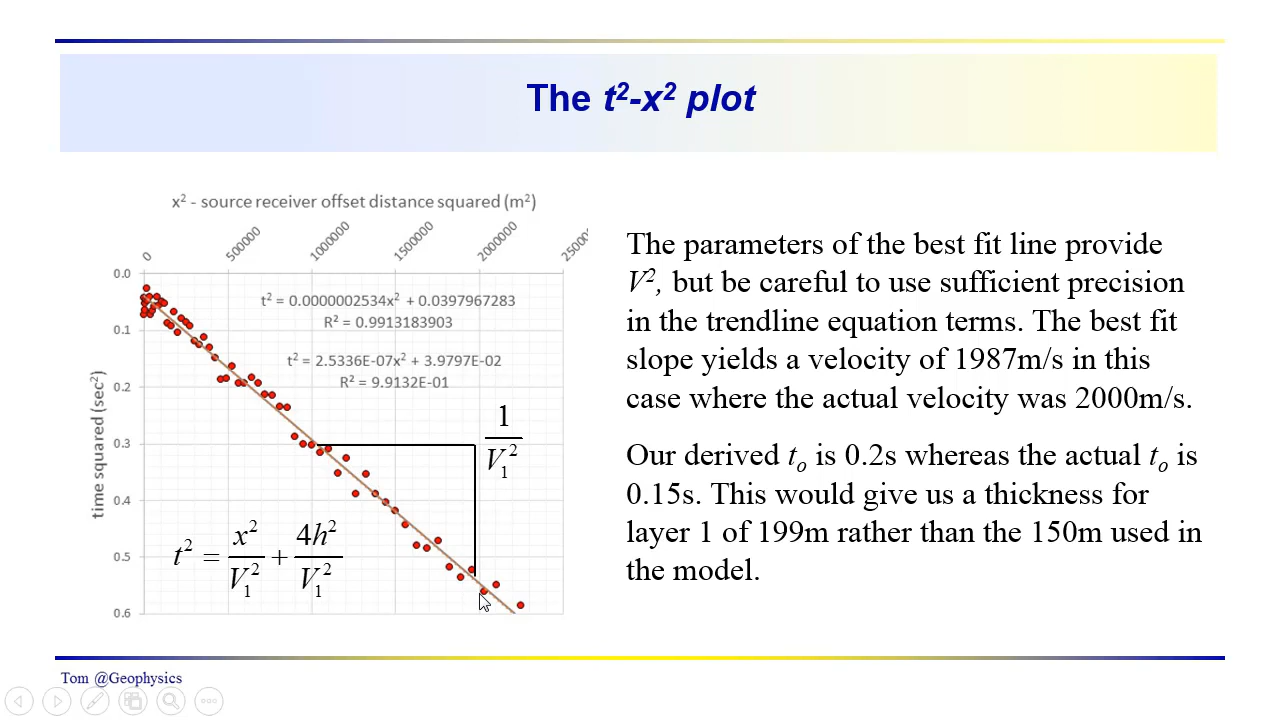 The t²-x² plot
x² - source receiver offset distance squared (m²)
0 500000 1000000 1500000 2000000 25000
0.0
0.1
0.2
0.3
0.4
0.5
0.6
time squared (sec²)
t² = 0.0000002534x² + 0.0397967283
R² = 0.9913183903
t² = 2.5336E-07x² + 3.9797E-02
R² = 9.9132E-01
1
V₁²
t² = x²/V₁² + 4h²/V₁²
The parameters of the best fit line provide
V², but be careful to use sufficient precision
in the trendline equation terms. The best fit
slope yields a velocity of 1987m/s in this
case where the actual velocity was 2000m/s.
Our derived tₒ is 0.2s whereas the actual tₒ is
0.15s. This would give us a thickness for
layer 1 of 199m rather than the 150m used in
the model.
Tom @Geophysics